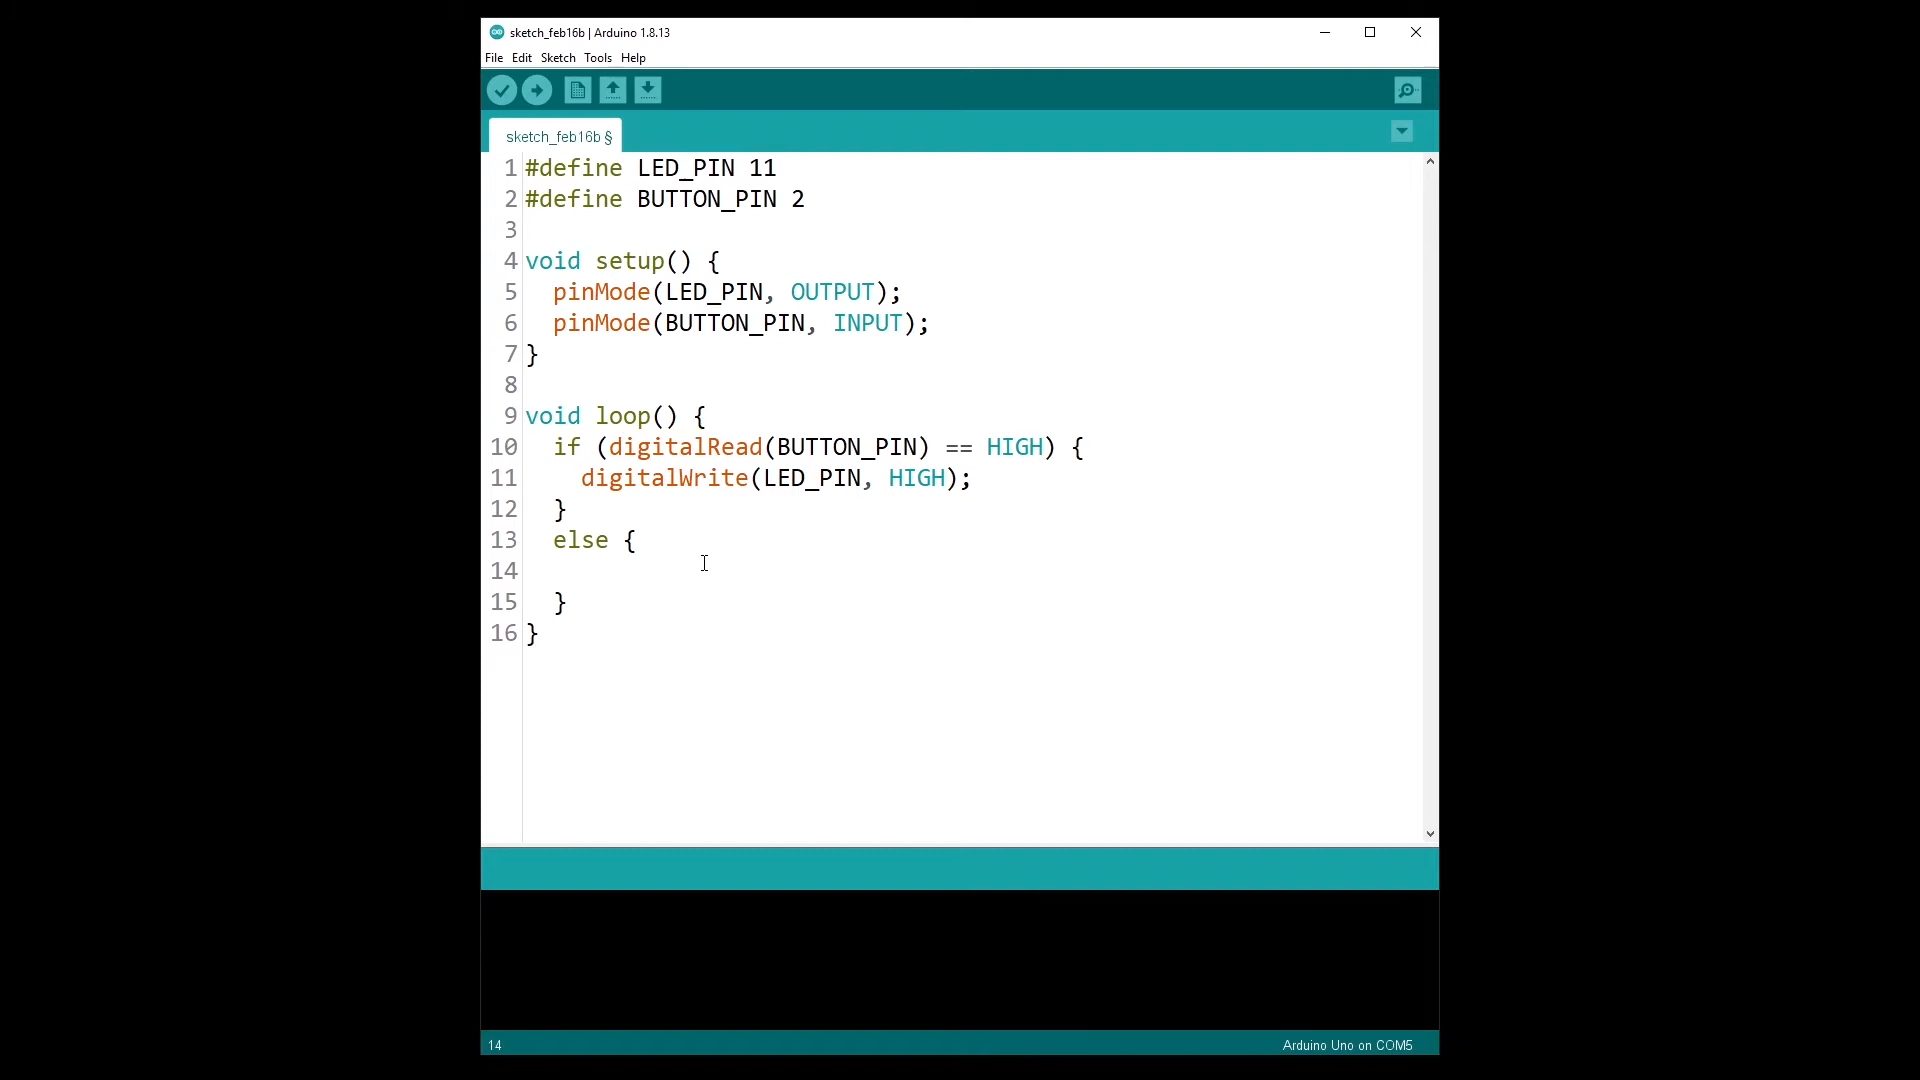 sketch_feb16b | Arduino 1.8.13
File Edit Sketch Tools Help
sketch_feb16b §
1 #define LED_PIN 11
2 #define BUTTON_PIN 2
3
4 void setup() {
5   pinMode(LED_PIN, OUTPUT);
6   pinMode(BUTTON_PIN, INPUT);
7 }
8
9 void loop() {
10   if (digitalRead(BUTTON_PIN) == HIGH) {
11     digitalWrite(LED_PIN, HIGH);
12   }
13   else {
14
15   }
16 }
14 Arduino Uno on COM5